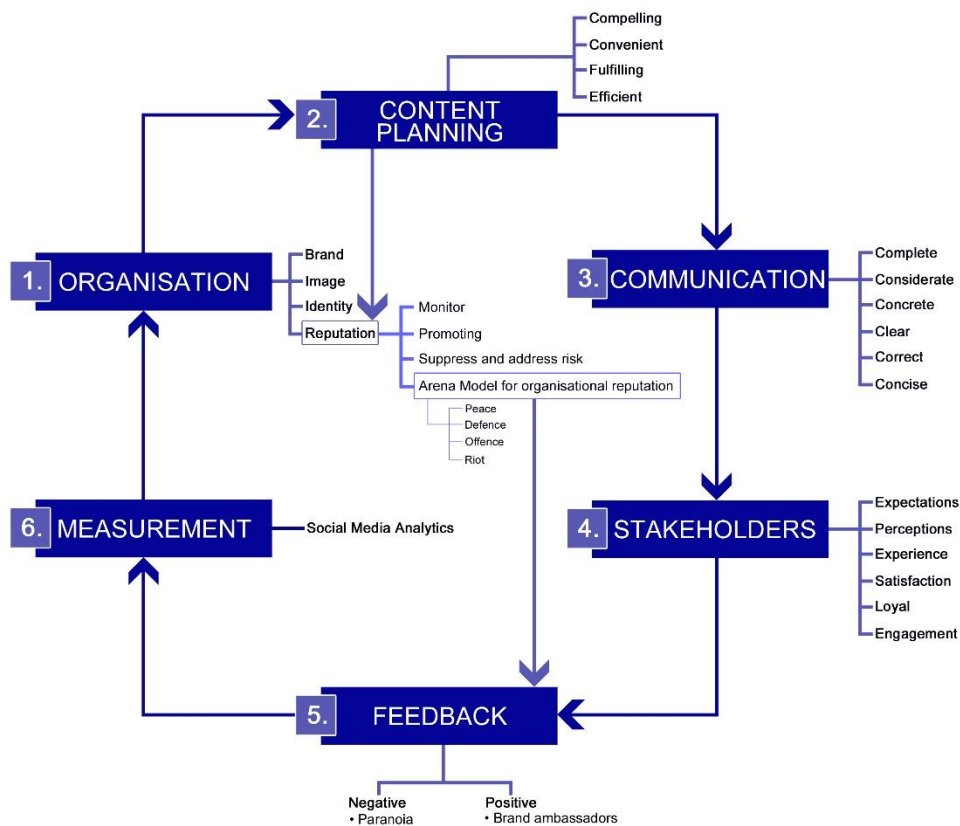 Compelling
Convenient
Fulfilling
Efficient
2. CONTENT
PLANNING
1. ORGANISATION
Brand
Image
Identity
Reputation
Monitor
Promoting
Suppress and address risk
Arena Model for organisational reputation
Peace
Defence
Offence
Riot
3. COMMUNICATION
Complete
Considerate
Concrete
Clear
Correct
Concise
4. STAKEHOLDERS
Expectations
Perceptions
Experience
Satisfaction
Loyal
Engagement
5. FEEDBACK
Negative
• Paranoia
Positive
• Brand ambassadors
6. MEASUREMENT
Social Media Analytics